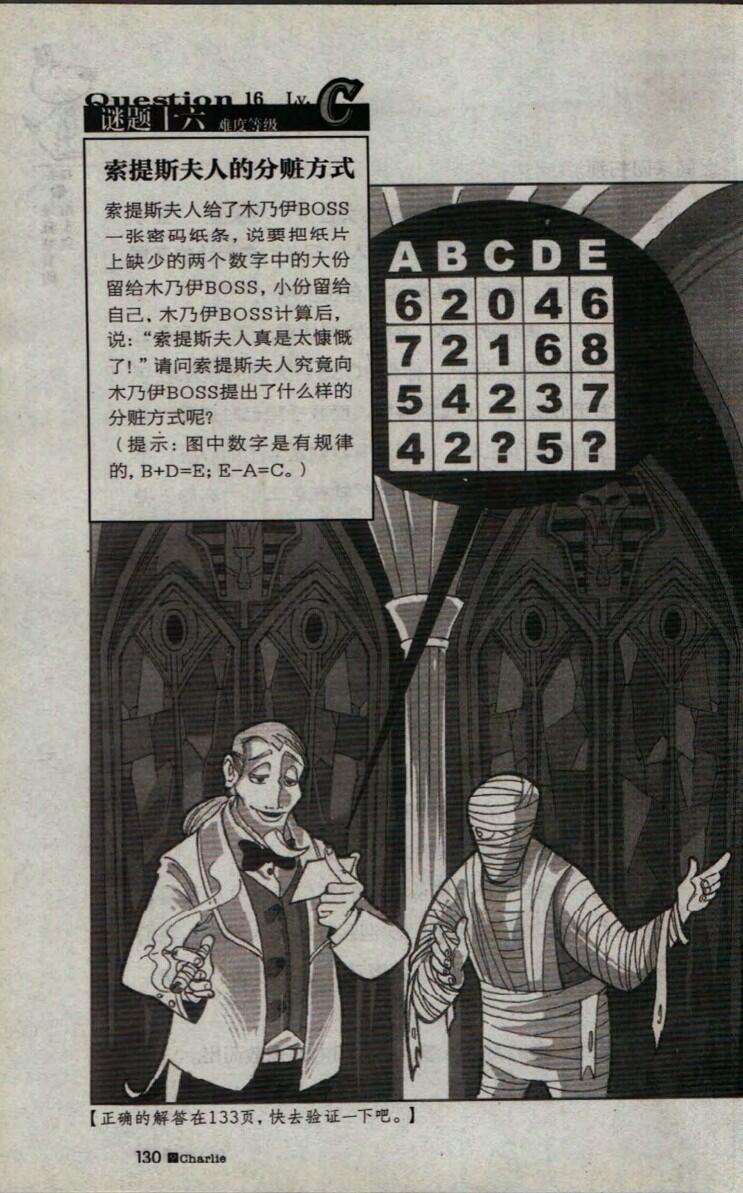 Question 16 Lv. C
谜题十六 难度等级
索提斯夫人的分赃方式
索提斯夫人给了木乃伊BOSS
一张密码纸条，说要把纸片
上缺少的两个数字中的大份
留给木乃伊BOSS，小份留给
自己，木乃伊BOSS计算后，
说：“索提斯夫人真是太慷慨
了！”请问索提斯夫人究竟向
木乃伊BOSS提出了什么样的
分赃方式呢？
（提示：图中数字是有规律
的，B+D=E；E-A=C。）
A B C D E
6 2 0 4 6
7 2 1 6 8
5 4 2 3 7
4 2 ? 5 ?
【正确的解答在133页，快去验证一下吧。】
130 Charlie